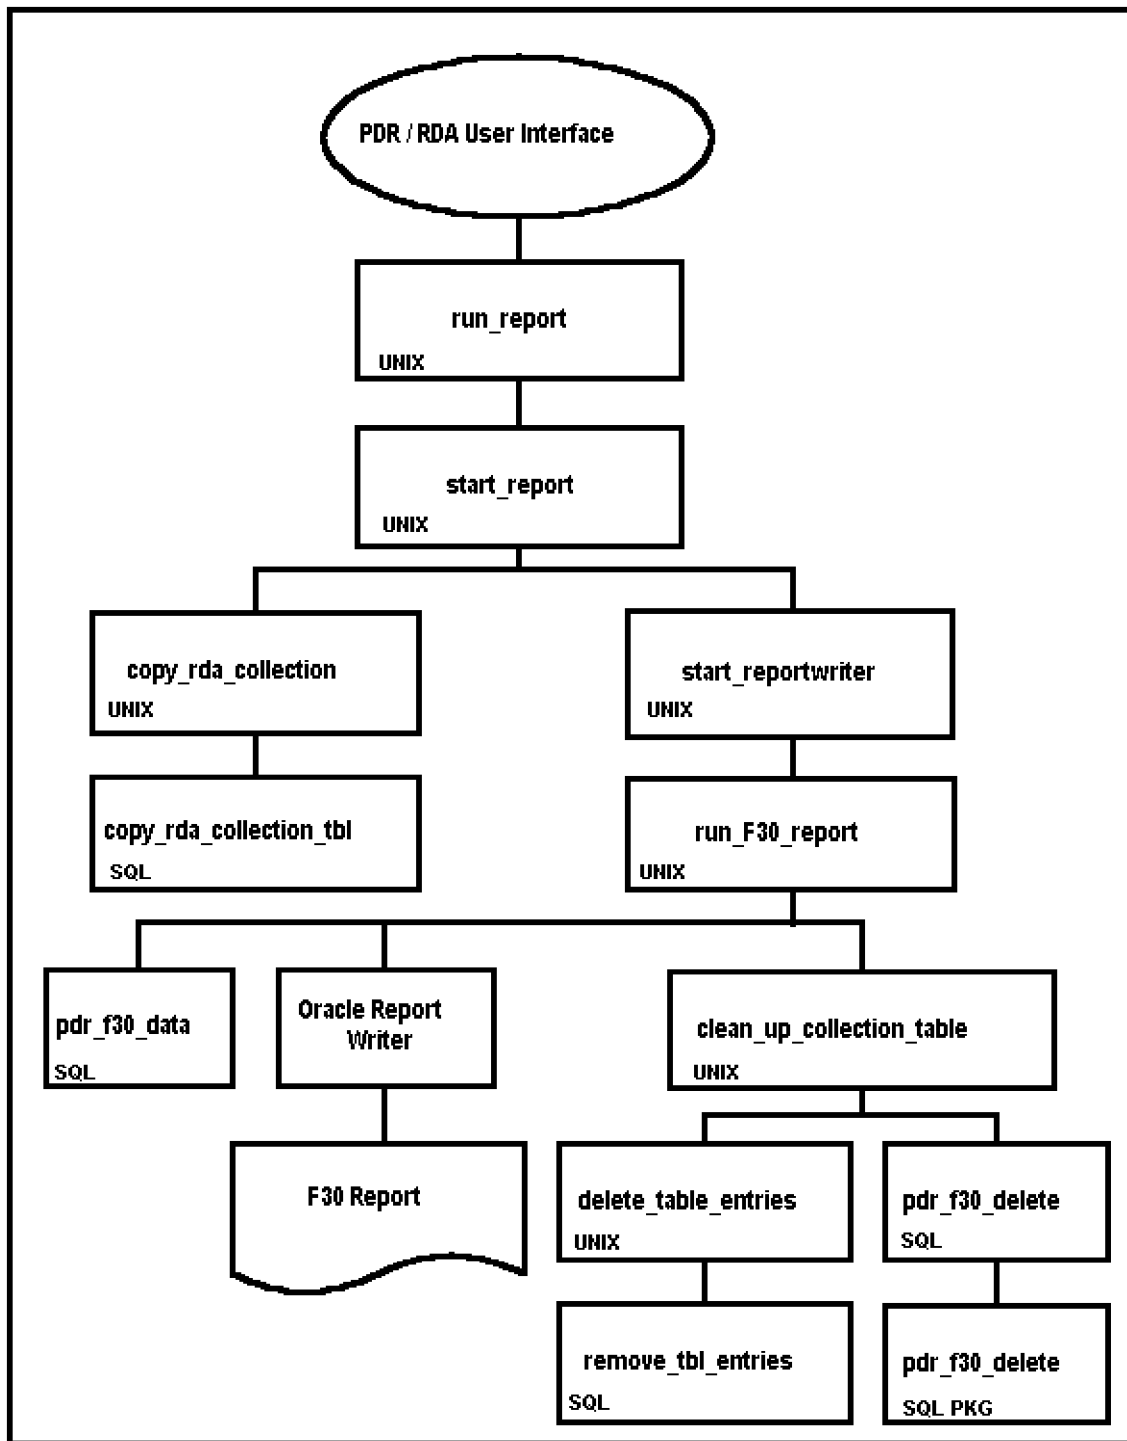 PDR / RDA User Interface
run_report
UNIX
start_report
UNIX
copy_rda_collection
UNIX
start_reportwriter
UNIX
copy_rda_collection_tbl
SQL
run_F30_report
UNIX
pdr_f30_data
SQL
Oracle Report
Writer
clean_up_collection_table
UNIX
F30 Report
delete_table_entries
UNIX
pdr_f30_delete
SQL
remove_tbl_entries
SQL
pdr_f30_delete
SQL PKG